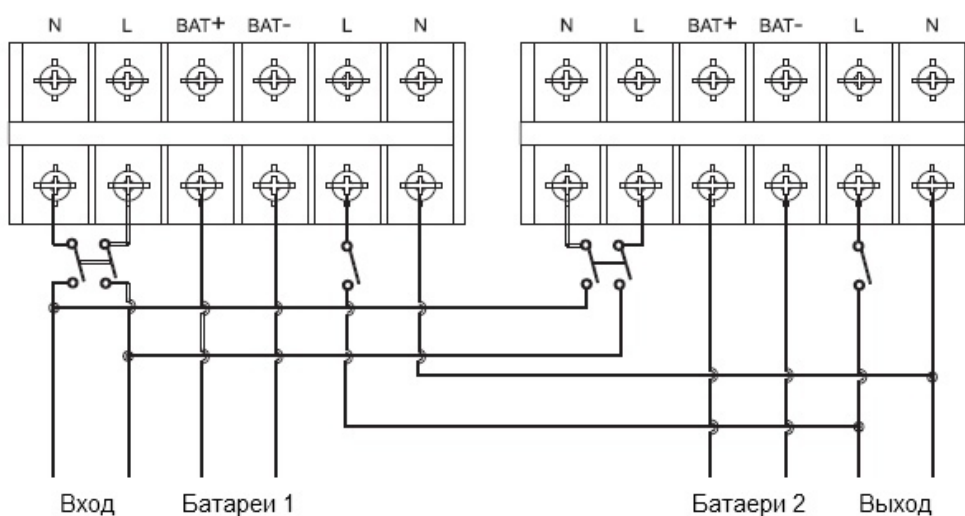 N L BAT+ BAT- L N N L BAT+ BAT- L N
Вход Батареи 1 Батаери 2 Выход